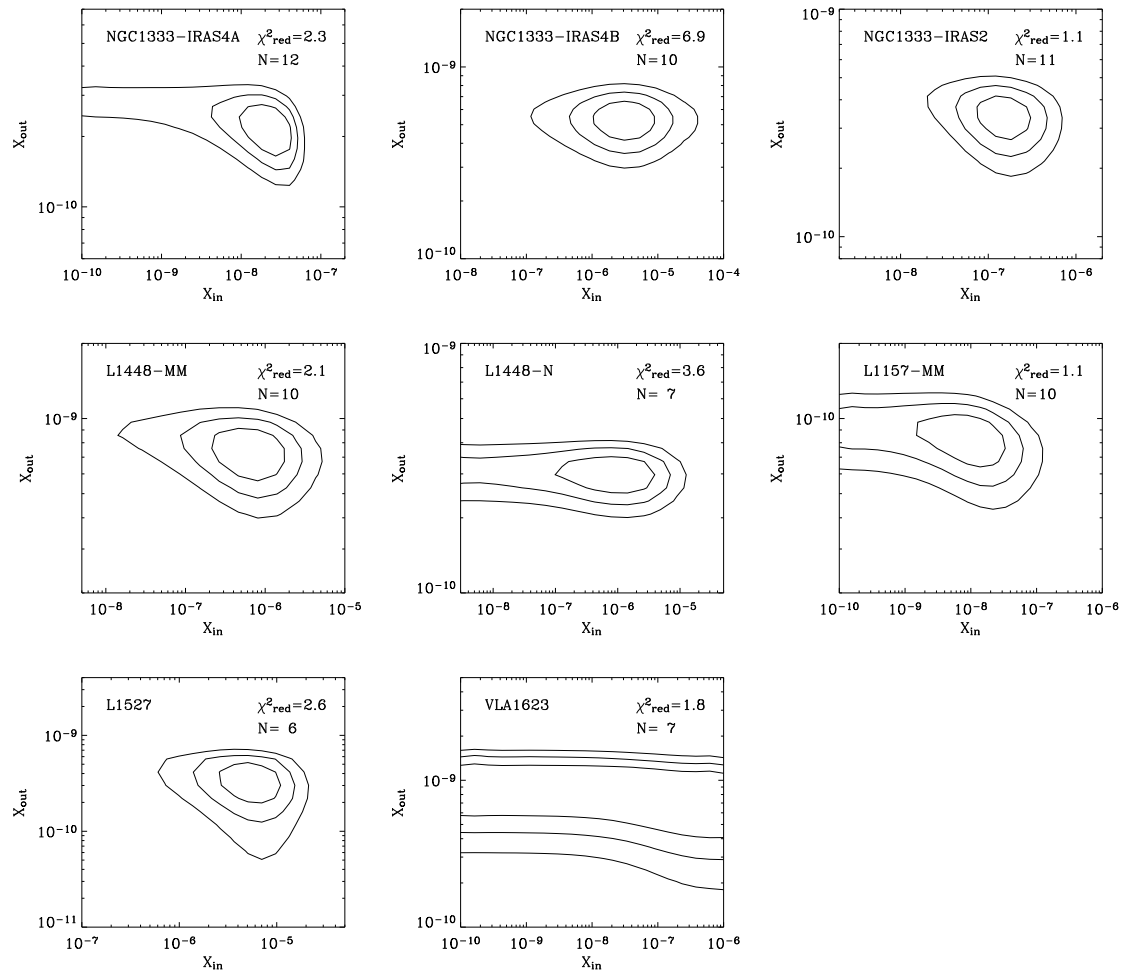 NGC1333-IRAS4A χ²red=2.3
N=12
10⁻¹⁰
Xout
10⁻¹⁰ 10⁻⁹ 10⁻⁸ 10⁻⁷
Xin
NGC1333-IRAS4B χ²red=6.9
N=10
10⁻⁹
10⁻¹⁰
Xout
10⁻⁸ 10⁻⁷ 10⁻⁶ 10⁻⁵ 10⁻⁴
Xin
NGC1333-IRAS2 χ²red=1.1
N=11
10⁻⁹
10⁻¹⁰
Xout
10⁻⁸ 10⁻⁷ 10⁻⁶
Xin
L1448-MM χ²red=2.1
N=10
10⁻⁹
Xout
10⁻⁸ 10⁻⁷ 10⁻⁶ 10⁻⁵
Xin
L1448-N χ²red=3.6
N= 7
10⁻⁹
10⁻¹⁰
Xout
10⁻⁸ 10⁻⁷ 10⁻⁶ 10⁻⁵
Xin
L1157-MM χ²red=1.1
N=10
10⁻¹⁰
Xout
10⁻¹⁰ 10⁻⁹ 10⁻⁸ 10⁻⁷ 10⁻⁶
Xin
L1527 χ²red=2.6
N= 6
10⁻⁹
10⁻¹⁰
10⁻¹¹
Xout
10⁻⁷ 10⁻⁶ 10⁻⁵
Xin
VLA1623 χ²red=1.8
N= 7
10⁻⁹
10⁻¹⁰
Xout
10⁻¹⁰ 10⁻⁹ 10⁻⁸ 10⁻⁷ 10⁻⁶
Xin